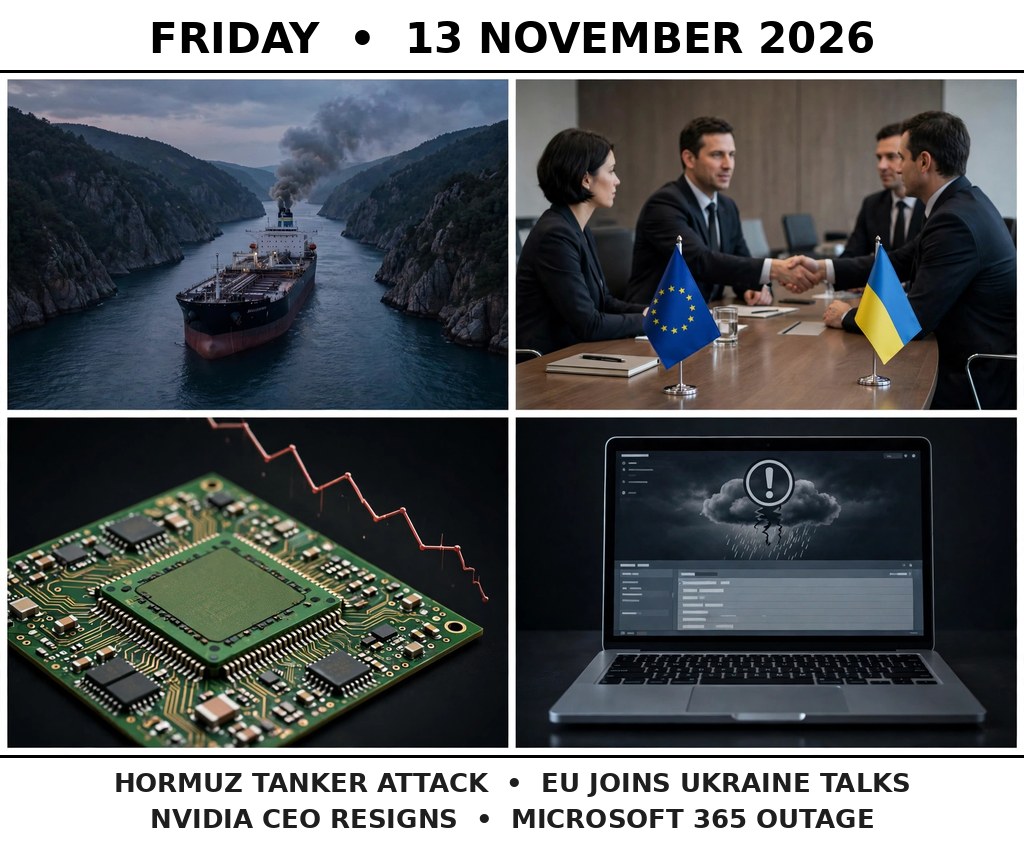 FRIDAY • 13 NOVEMBER 2026
HORMUZ TANKER ATTACK • EU JOINS UKRAINE TALKS
NVIDIA CEO RESIGNS • MICROSOFT 365 OUTAGE